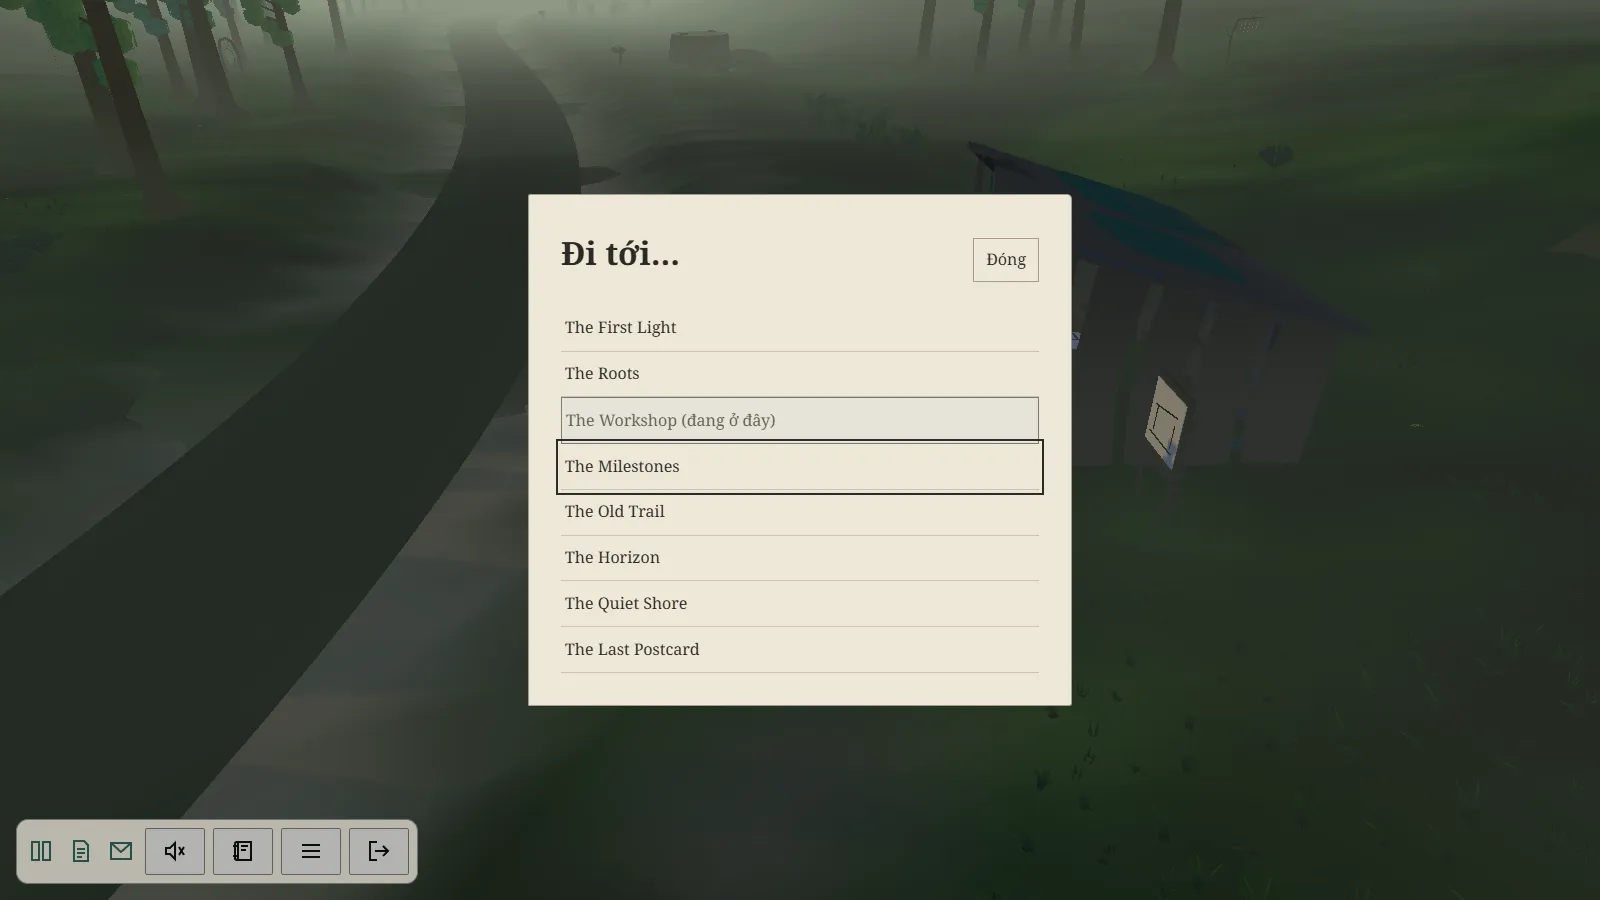 Đi tới...
Đóng
The First Light
The Roots
The Workshop (đang ở đây)
The Milestones
The Old Trail
The Horizon
The Quiet Shore
The Last Postcard